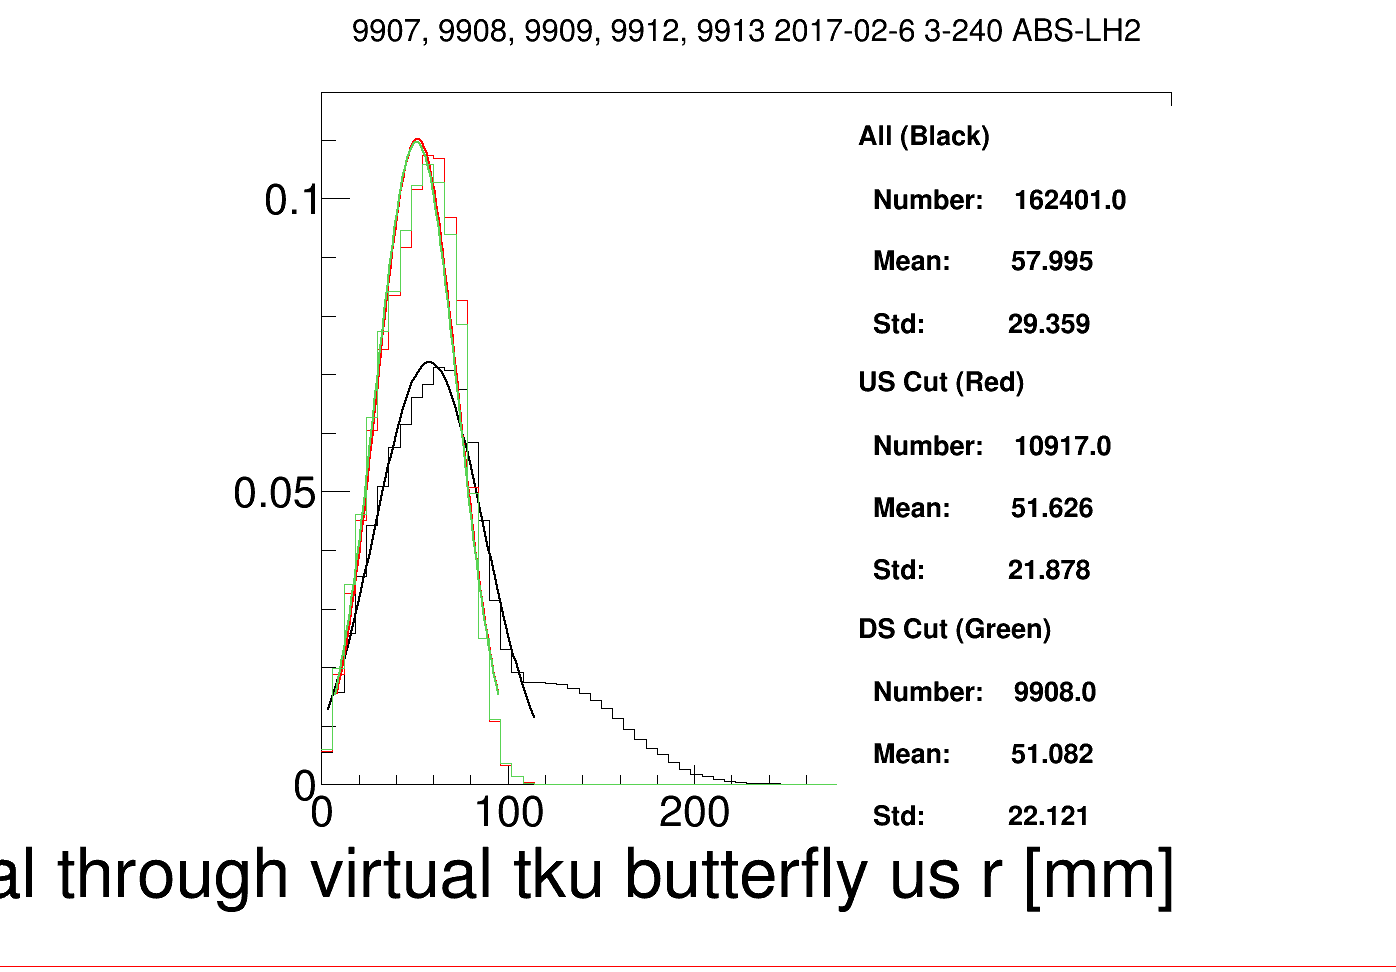 9907, 9908, 9909, 9912, 9913 2017-02-6 3-240 ABS-LH2
All (Black)
Number: 162401.0
Mean: 57.995
Std: 29.359
US Cut (Red)
Number: 10917.0
Mean: 51.626
Std: 21.878
DS Cut (Green)
Number: 9908.0
Mean: 51.082
Std: 22.121
0.1
0.05
0
0 100 200
al through virtual tku butterfly us r [mm]